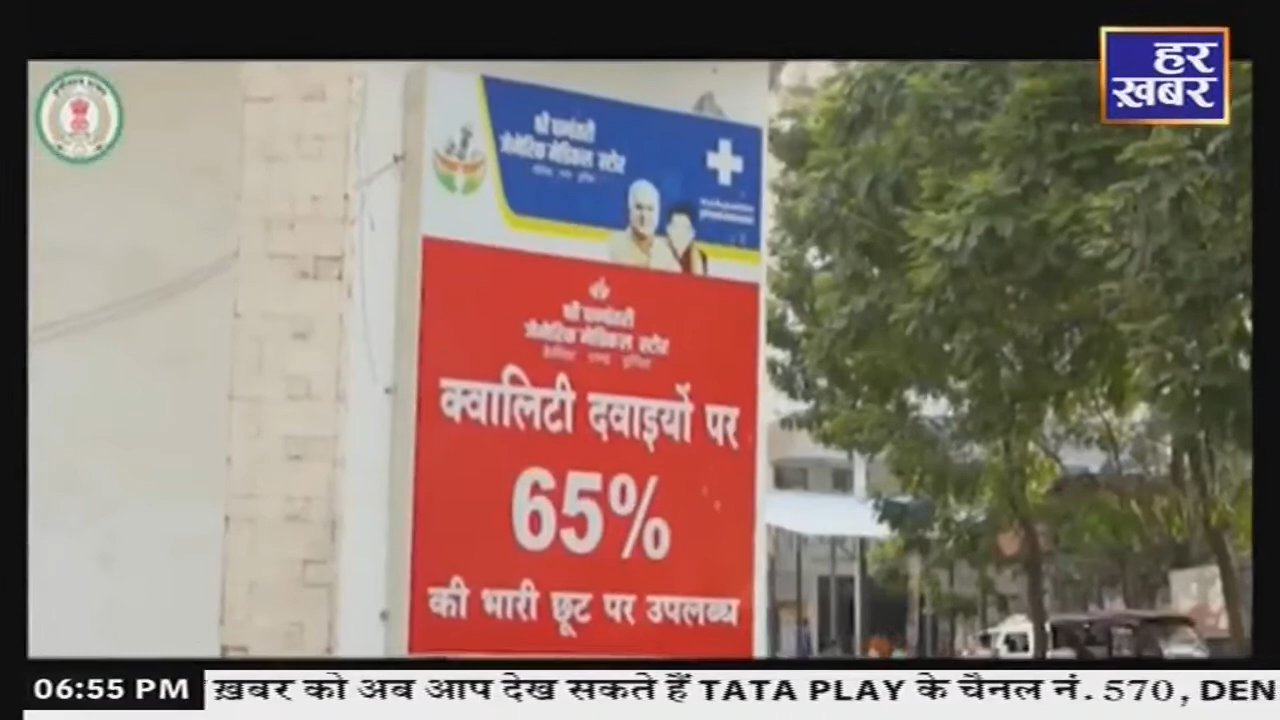 हर
ख़बर
श्री धन्वंतरी
जेनेरिक मेडिकल स्टोर
श्री धन्वंतरी
जेनेरिक मेडिकल स्टोर
क्वालिटी दवाइयों पर
65%
की भारी छूट पर उपलब्ध
06:55 PM ख़बर को अब आप देख सकते हैं TATA PLAY के चैनल नं. 570, DEN